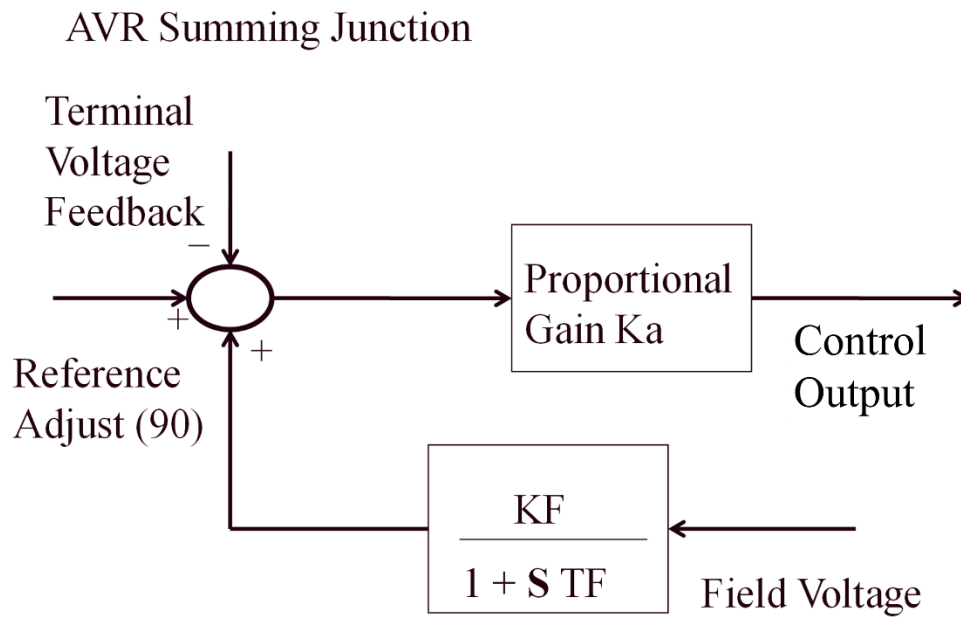 AVR Summing Junction
Terminal
Voltage
Feedback
−
+
+
Reference
Adjust (90)
Proportional
Gain Ka
Control
Output
KF
1 + S TF
Field Voltage